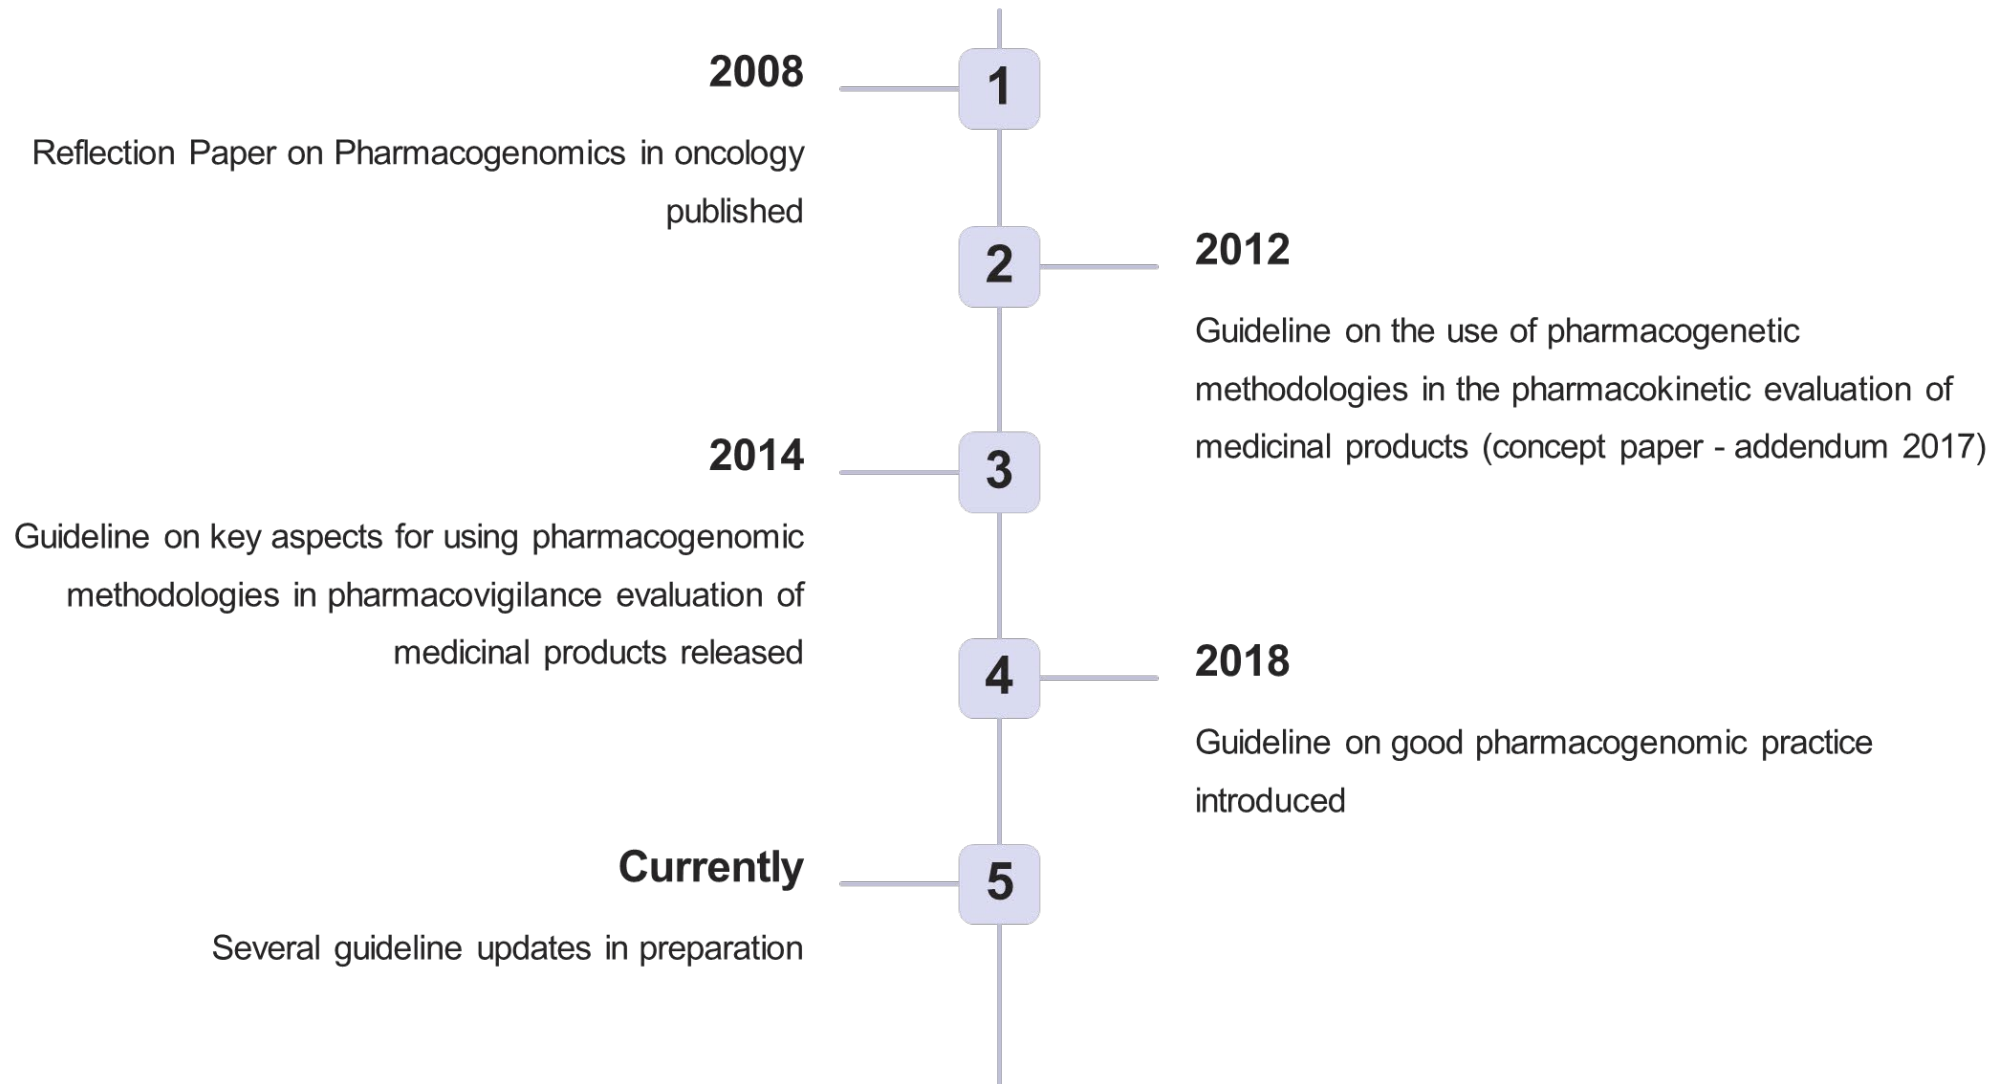 1
2008
Reflection Paper on Pharmacogenomics in oncology
published
2
2012
Guideline on the use of pharmacogenetic
methodologies in the pharmacokinetic evaluation of
medicinal products (concept paper - addendum 2017)
3
2014
Guideline on key aspects for using pharmacogenomic
methodologies in pharmacovigilance evaluation of
medicinal products released
4
2018
Guideline on good pharmacogenomic practice
introduced
5
Currently
Several guideline updates in preparation